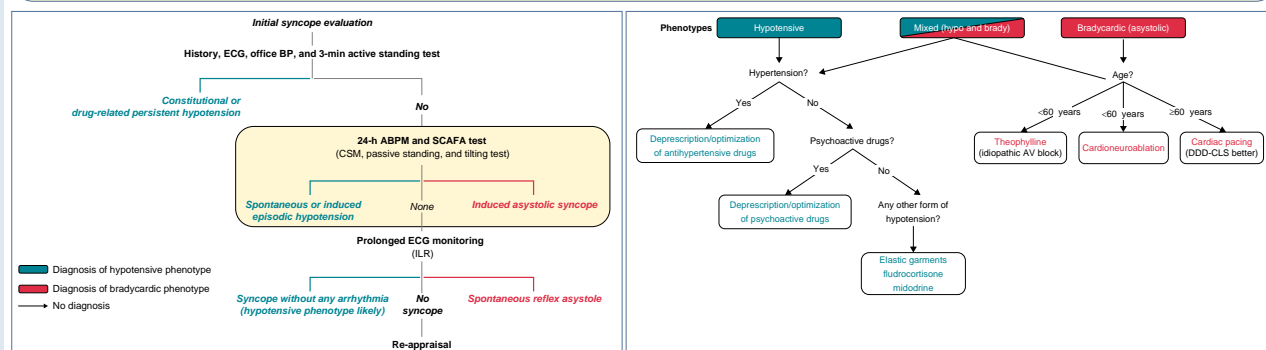 Initial syncope evaluation
History, ECG, office BP, and 3-min active standing test
Constitutional or
drug-related persistent hypotension
No
24-h ABPM and SCAFA test
(CSM, passive standing, and tilting test)
Spontaneous or induced
episodic hypotension
None
Induced asystolic syncope
Prolonged ECG monitoring
(ILR)
Diagnosis of hypotensive phenotype
Diagnosis of bradycardic phenotype
No diagnosis
Syncope without any arrhythmia
(hypotensive phenotype likely)
No
syncope
Spontaneous reflex asystole
Re-appraisal
Phenotypes
Hypotensive
Mixed (hypo and brady)
Bradycardic (asystolic)
Hypertension?
Age?
Yes
No
<60 years
<60 years
≥60 years
Deprescription/optimization
of antihypertensive drugs
Psychoactive drugs?
Theophylline
(idiopathic AV block)
Cardioneuroablation
Cardiac pacing
(DDD-CLS better)
Yes
No
Deprescription/optimization
of psychoactive drugs
Any other form of
hypotension?
Elastic garments
fludrocortisone
midodrine